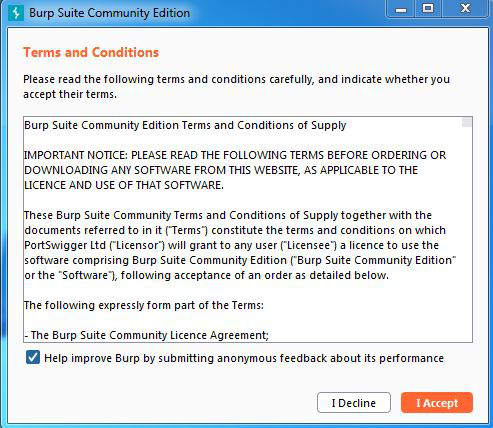 Burp Suite Community Edition
Terms and Conditions
Please read the following terms and conditions carefully, and indicate whether you
accept their terms.
Burp Suite Community Edition Terms and Conditions of Supply
IMPORTANT NOTICE: PLEASE READ THE FOLLOWING TERMS BEFORE ORDERING OR
DOWNLOADING ANY SOFTWARE FROM THIS WEBSITE, AS APPLICABLE TO THE
LICENCE AND USE OF THAT SOFTWARE.
These Burp Suite Community Terms and Conditions of Supply together with the
documents referred to in it ("Terms") constitute the terms and conditions on which
PortSwigger Ltd ("Licensor") will grant to any user ("Licensee") a licence to use the
software comprising Burp Suite Community Edition ("Burp Suite Community Edition"
or the "Software"), following acceptance of an order as detailed below.
The following expressly form part of the Terms:
- The Burp Suite Community Licence Agreement;
Help improve Burp by submitting anonymous feedback about its performance
I Decline
I Accept